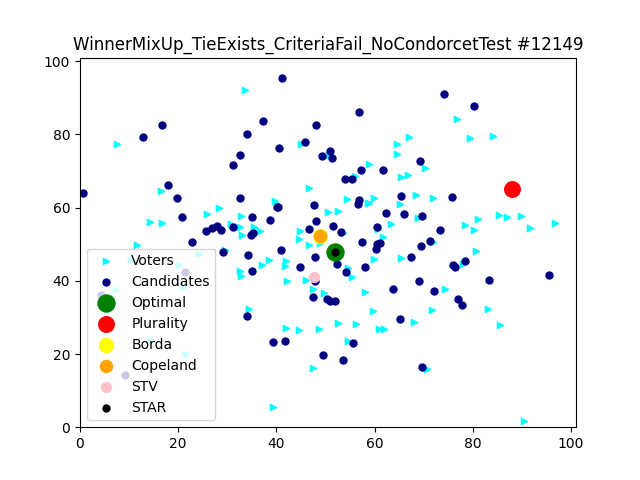 WinnerMixUp_TieExists_CriteriaFail_NoCondorcetTest #12149
100
80
60
40
20
0
0 20 40 60 80 100
Voters
Candidates
Optimal
Plurality
Borda
Copeland
STV
STAR